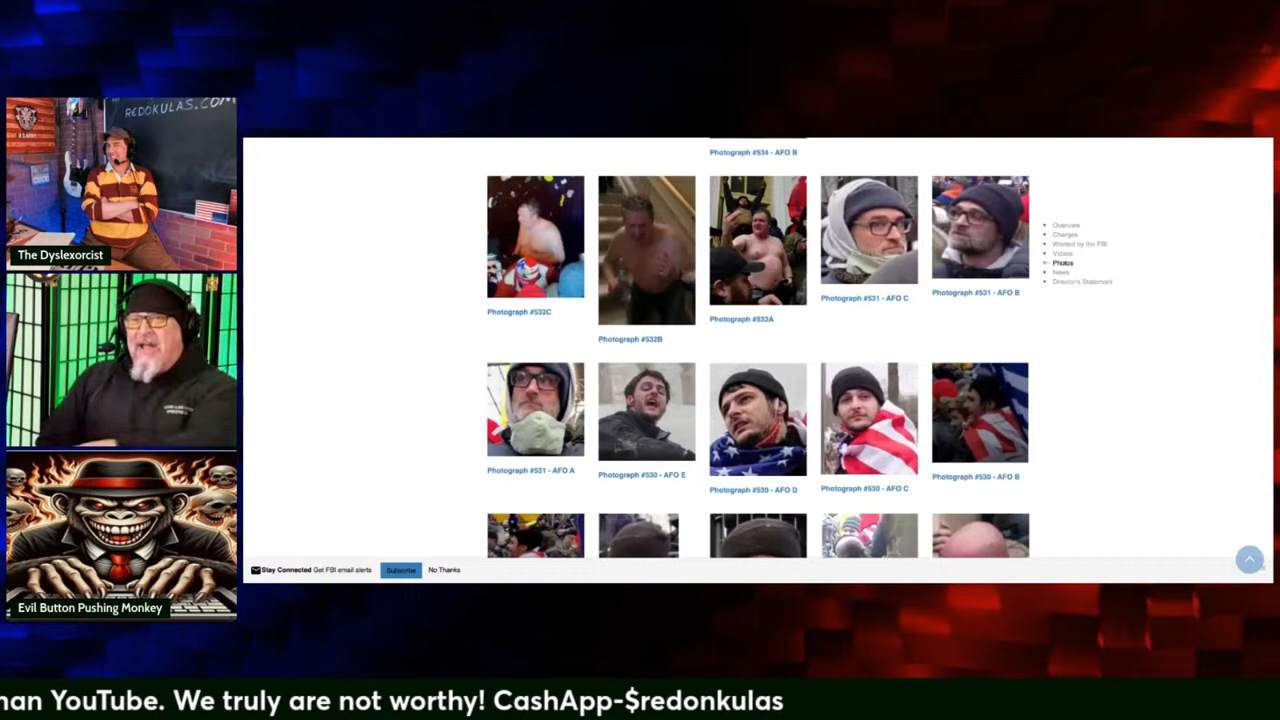 REDOKULAS.COM
The Dyslexorcist
Evil Button Pushing Monkey
Photograph #534 - AFO B
Photograph #532C
Photograph #532B
Photograph #532A
Photograph #531 - AFO C
Photograph #531 - AFO B
Overview
Charges
Wanted by the FBI
Videos
Photos
News
Director's Statement
Photograph #531 - AFO A
Photograph #530 - AFO E
Photograph #530 - AFO D
Photograph #530 - AFO C
Photograph #530 - AFO B
Stay Connected Get FBI email alerts Subscribe No Thanks
han YouTube. We truly are not worthy! CashApp-$redonkulas